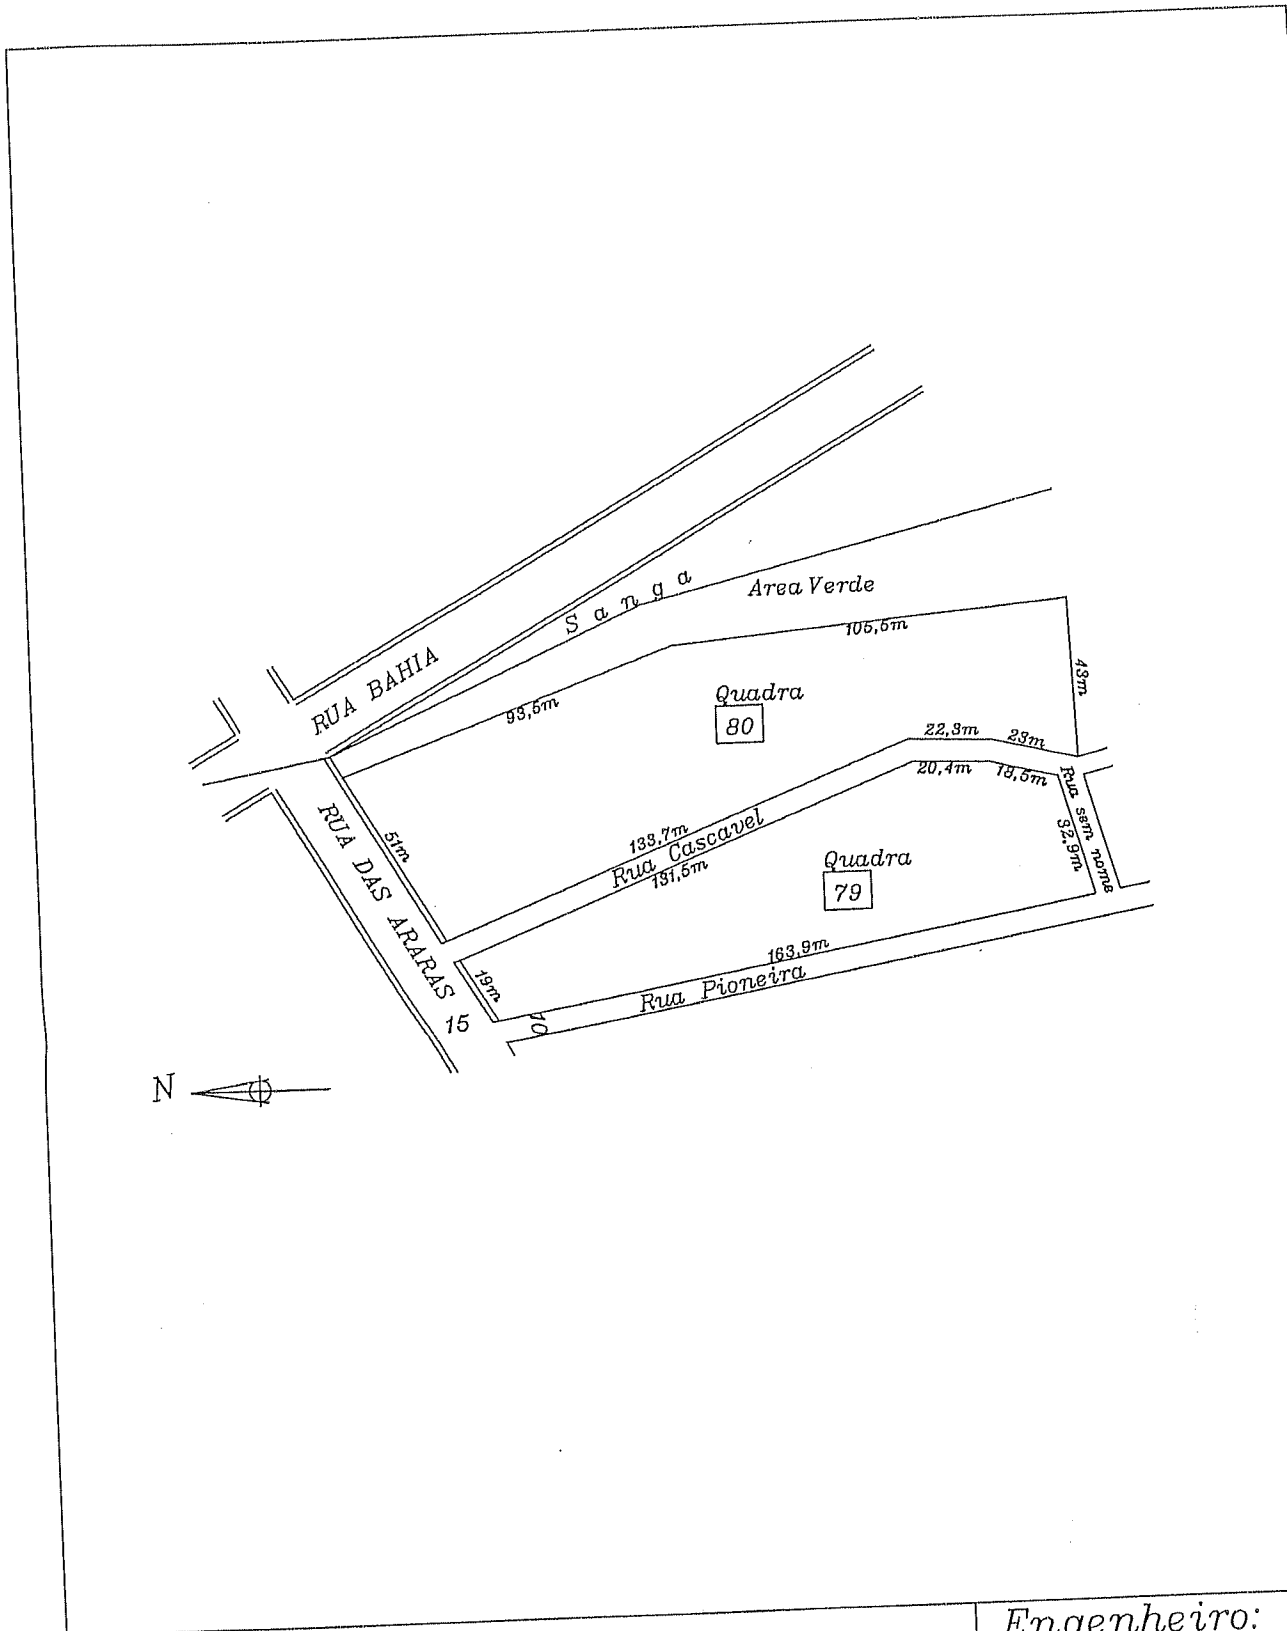 Sanga
Area Verde
RUA BAHIA
105,5m
43m
93,5m
Quadra
80
22,3m
23m
20,4m
18,5m
Rua sem nome
32,9m
51m
133,7m
Rua Cascavel
131,5m
Quadra
79
RUA DAS ARARAS
15
19m
10
163,9m
Rua Pioneira
N
Engenheiro: